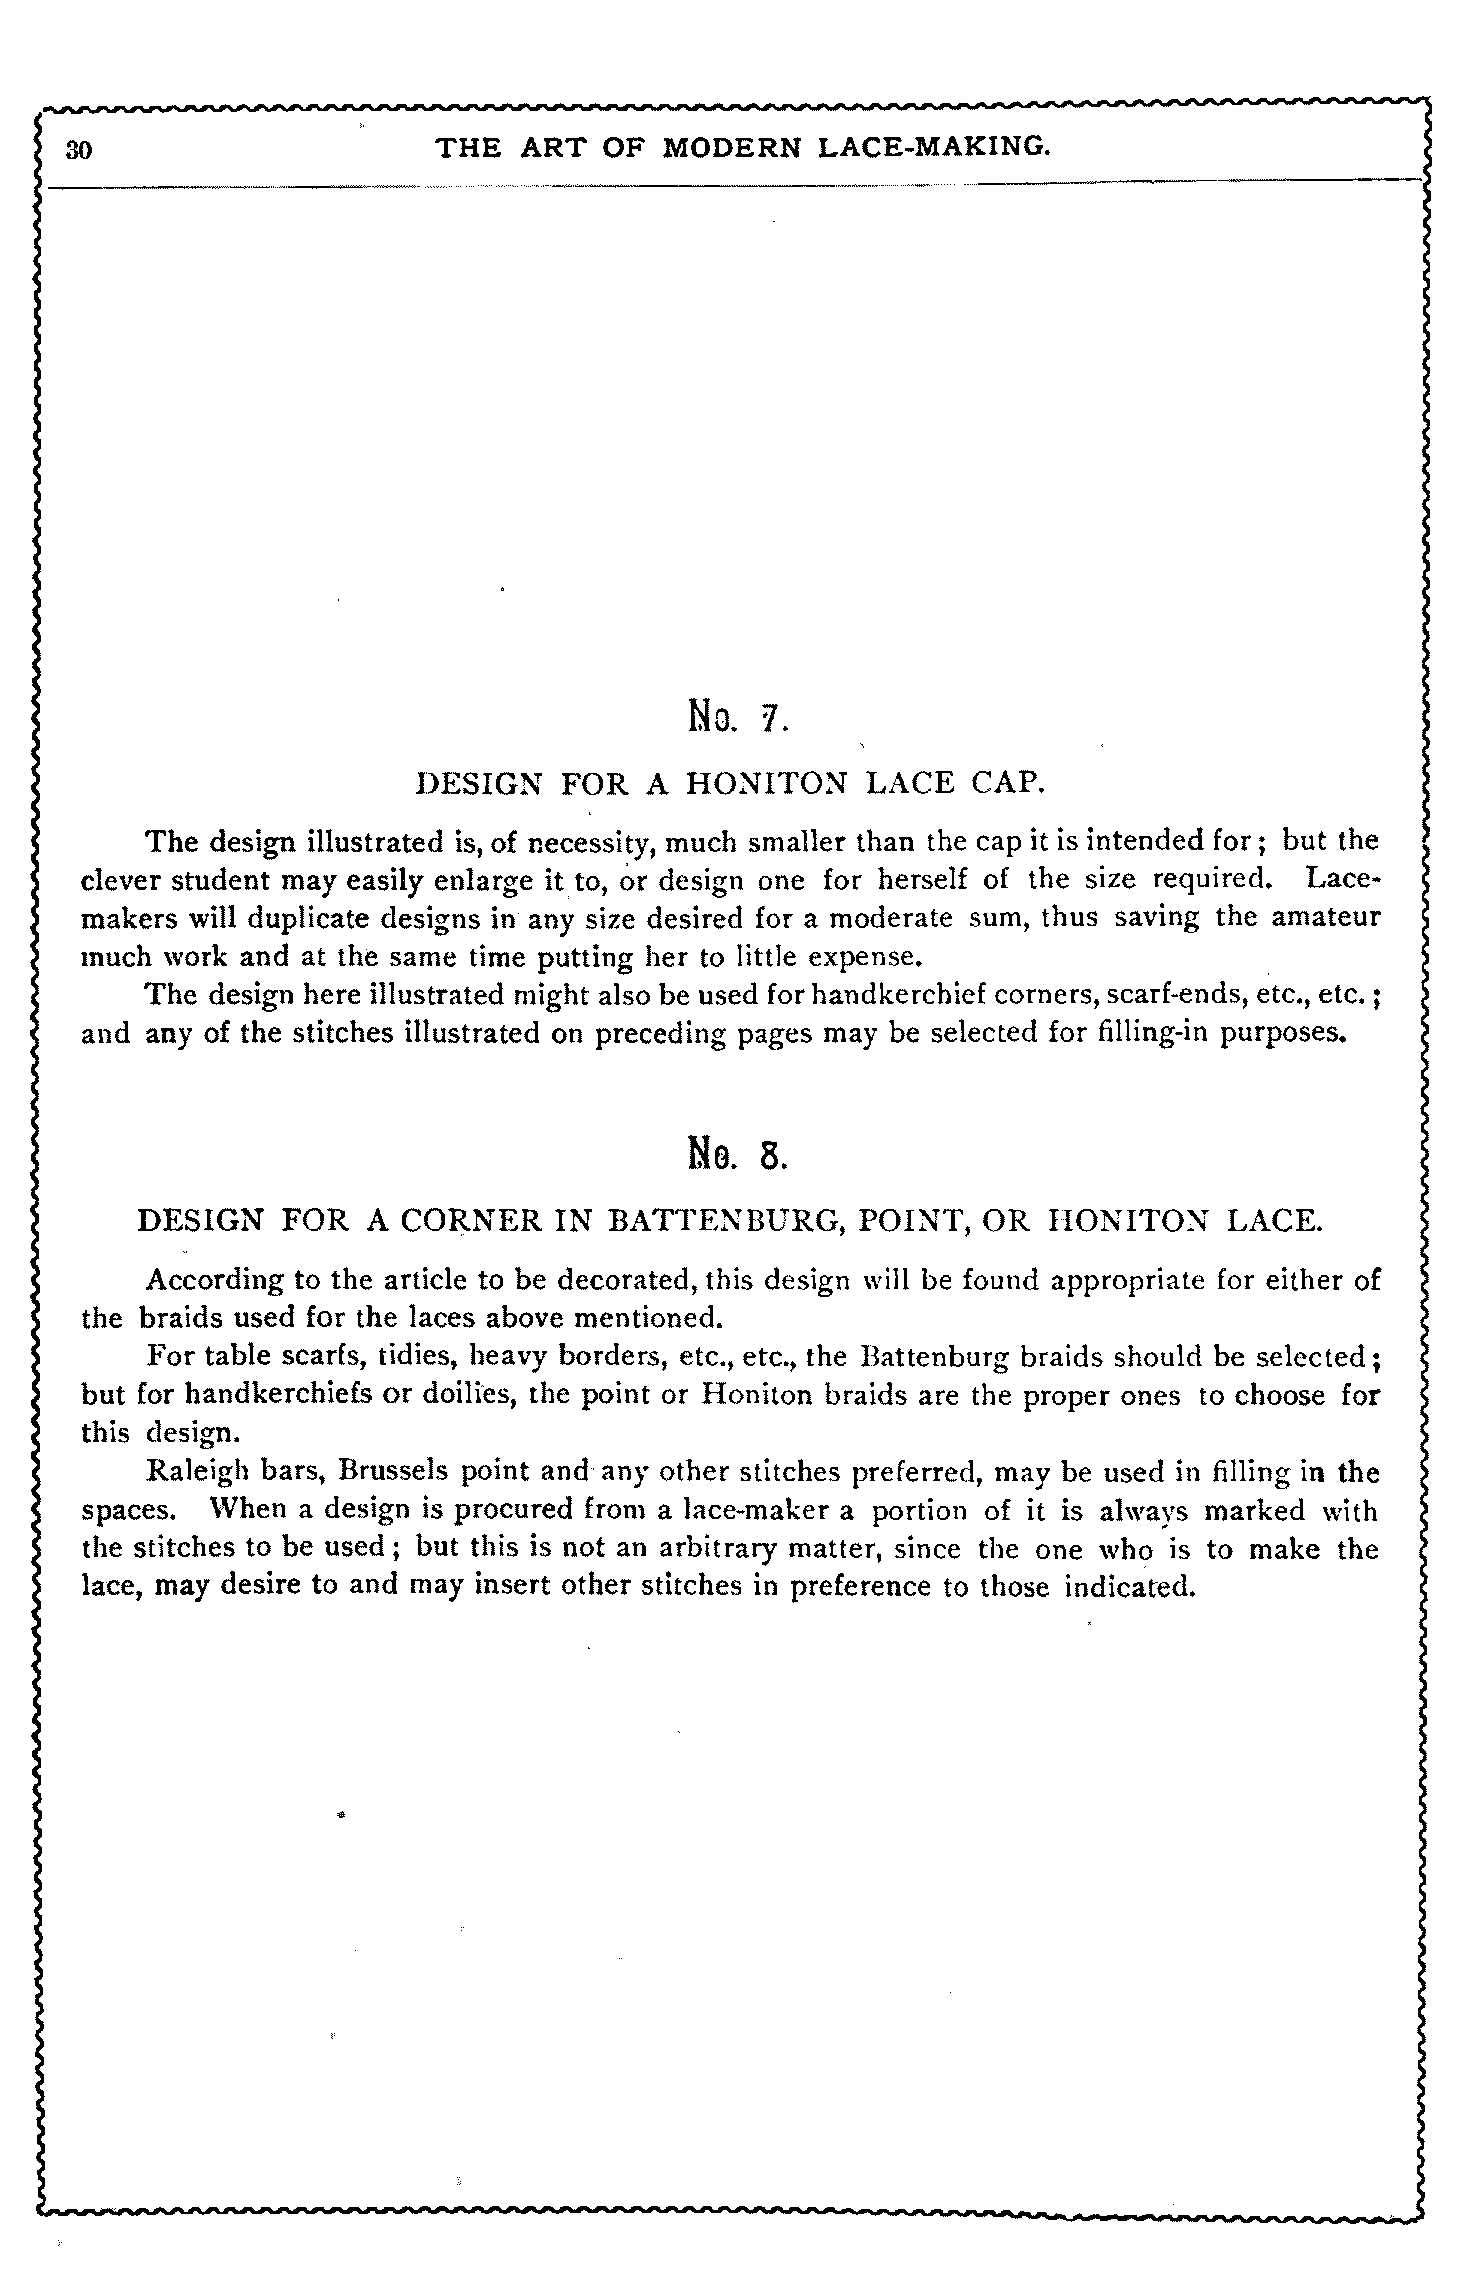 30
THE ART OF MODERN LACE-MAKING.
No. 7.
DESIGN FOR A HONITON LACE CAP.
The design illustrated is, of necessity, much smaller than the cap it is intended for; but the
clever student may easily enlarge it to, or design one for herself of the size required. Lace-
makers will duplicate designs in any size desired for a moderate sum, thus saving the amateur
much work and at the same time putting her to little expense.
The design here illustrated might also be used for handkerchief corners, scarf-ends, etc., etc.;
and any of the stitches illustrated on preceding pages may be selected for filling-in purposes.
No. 8.
DESIGN FOR A CORNER IN BATTENBURG, POINT, OR HONITON LACE.
According to the article to be decorated, this design will be found appropriate for either of
the braids used for the laces above mentioned.
For table scarfs, tidies, heavy borders, etc., etc., the Battenburg braids should be selected;
but for handkerchiefs or doilies, the point or Honiton braids are the proper ones to choose for
this design.
Raleigh bars, Brussels point and any other stitches preferred, may be used in filling in the
spaces. When a design is procured from a lace-maker a portion of it is always marked with
the stitches to be used; but this is not an arbitrary matter, since the one who is to make the
lace, may desire to and may insert other stitches in preference to those indicated.